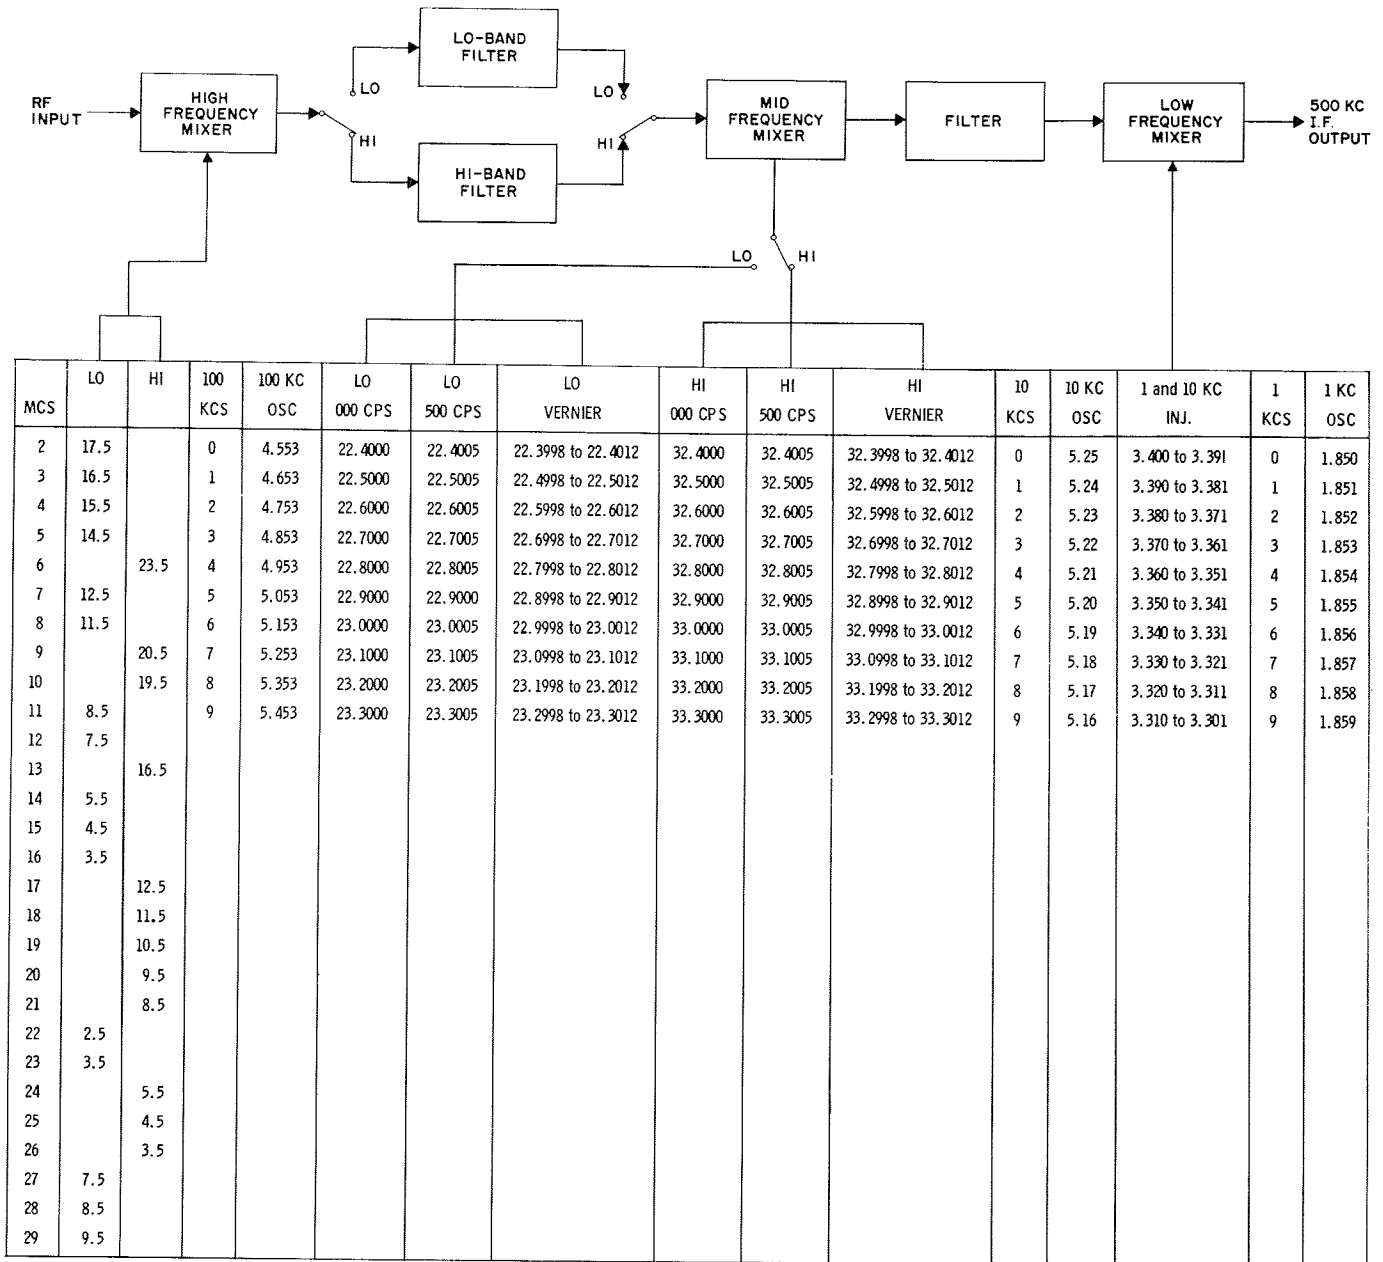 LO-BAND
FILTER
LO
LO
RF
INPUT
HIGH
FREQUENCY
MIXER
MID
FREQUENCY
MIXER
FILTER
LOW
FREQUENCY
MIXER
500 KC
I.F.
OUTPUT
HI
HI
HI-BAND
FILTER
LO
HI
MCS LO HI 100 KCS 100 KC OSC LO 000 CPS LO 500 CPS LO VERNIER HI 000 CPS HI 500 CPS HI VERNIER 10 KCS 10 KC OSC 1 and 10 KC INJ. 1 KCS 1 KC OSC
2 17.5 0 4.553 22.4000 22.4005 22.3998 to 22.4012 32.4000 32.4005 32.3998 to 32.4012 0 5.25 3.400 to 3.391 0 1.850
3 16.5 1 4.653 22.5000 22.5005 22.4998 to 22.5012 32.5000 32.5005 32.4998 to 32.5012 1 5.24 3.390 to 3.381 1 1.851
4 15.5 2 4.753 22.6000 22.6005 22.5998 to 22.6012 32.6000 32.6005 32.5998 to 32.6012 2 5.23 3.380 to 3.371 2 1.852
5 14.5 3 4.853 22.7000 22.7005 22.6998 to 22.7012 32.7000 32.7005 32.6998 to 32.7012 3 5.22 3.370 to 3.361 3 1.853
6 23.5 4 4.953 22.8000 22.8005 22.7998 to 22.8012 32.8000 32.8005 32.7998 to 32.8012 4 5.21 3.360 to 3.351 4 1.854
7 12.5 5 5.053 22.9000 22.9000 22.8998 to 22.9012 32.9000 32.9005 32.8998 to 32.9012 5 5.20 3.350 to 3.341 5 1.855
8 11.5 6 5.153 23.0000 23.0005 22.9998 to 23.0012 33.0000 33.0005 32.9998 to 33.0012 6 5.19 3.340 to 3.331 6 1.856
9 20.5 7 5.253 23.1000 23.1005 23.0998 to 23.1012 33.1000 33.1005 33.0998 to 33.1012 7 5.18 3.330 to 3.321 7 1.857
10 19.5 8 5.353 23.2000 23.2005 23.1998 to 23.2012 33.2000 33.2005 33.1998 to 33.2012 8 5.17 3.320 to 3.311 8 1.858
11 8.5 9 5.453 23.3000 23.3005 23.2998 to 23.3012 33.3000 33.3005 33.2998 to 33.3012 9 5.16 3.310 to 3.301 9 1.859
12 7.5
13 16.5
14 5.5
15 4.5
16 3.5
17 12.5
18 11.5
19 10.5
20 9.5
21 8.5
22 2.5
23 3.5
24 5.5
25 4.5
26 3.5
27 7.5
28 8.5
29 9.5